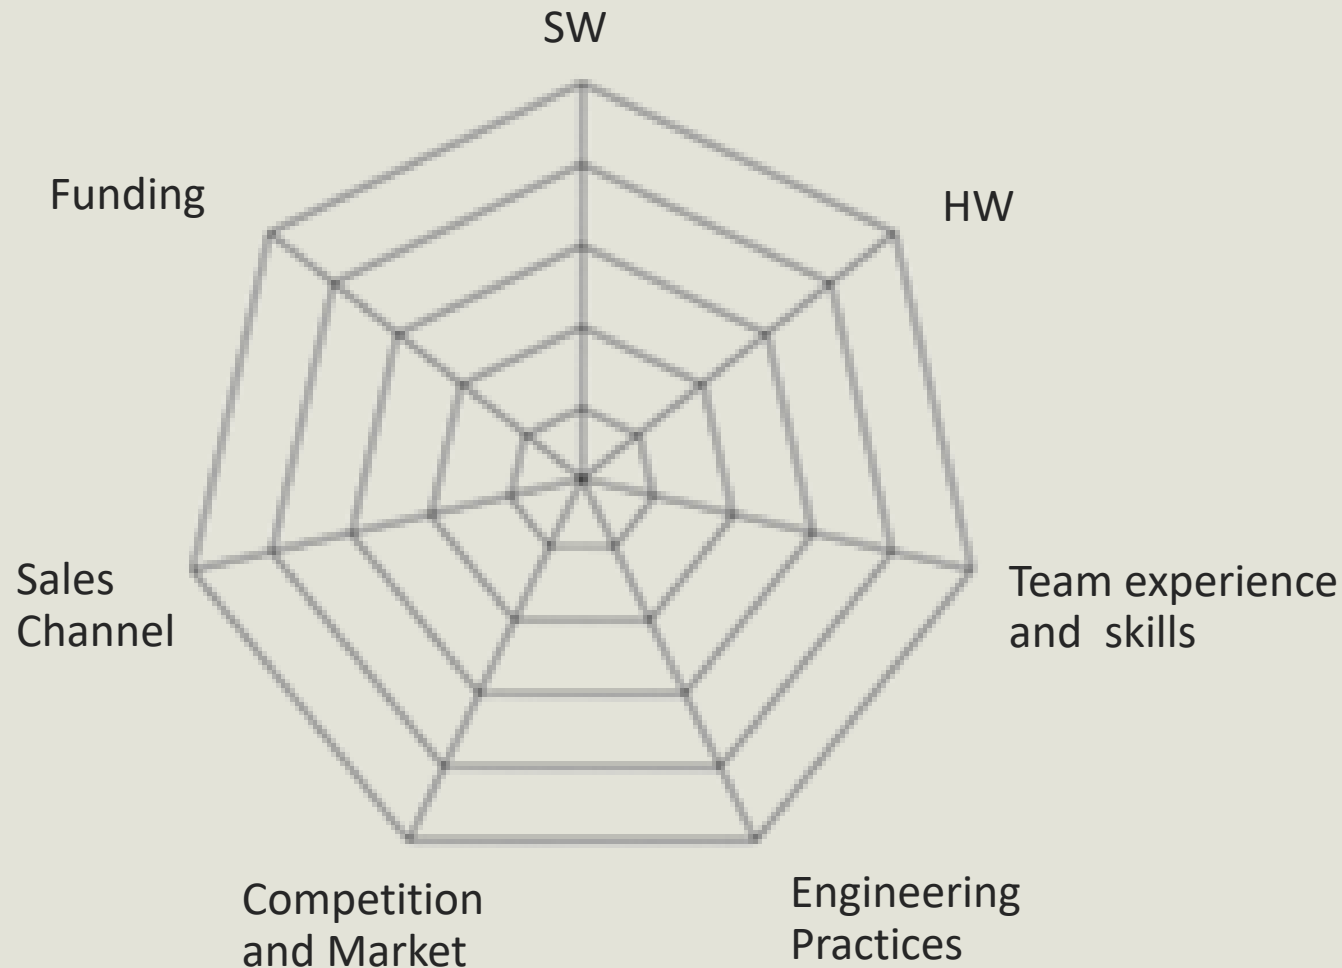 SW
Funding
HW
Sales
Channel
Team experience
and  skills
Competition
and Market
Engineering
Practices